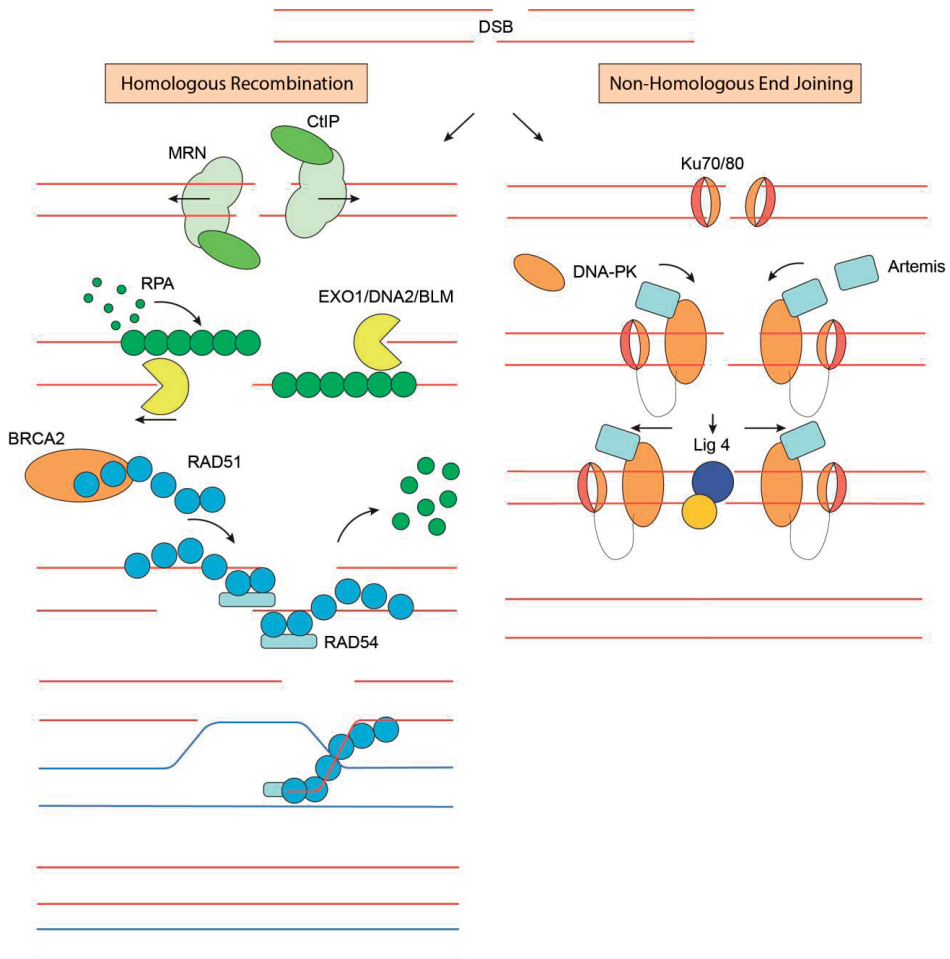 DSB
Homologous Recombination
Non-Homologous End Joining
CtIP
MRN
Ku70/80
DNA-PK
Artemis
RPA
EXO1/DNA2/BLM
BRCA2
RAD51
Lig 4
RAD54